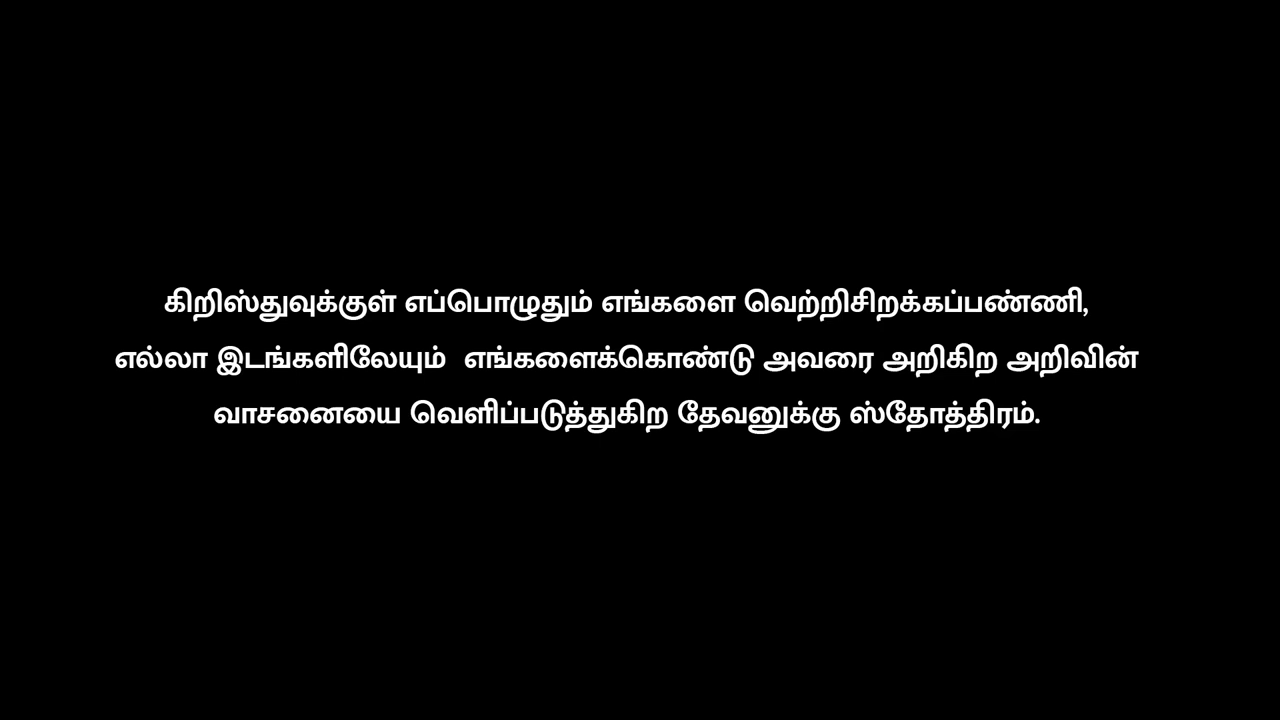 கிறிஸ்துவுக்குள் எப்பொழுதும் எங்களை வெற்றிசிறக்கப்பண்ணி,
எல்லா இடங்களிலேயும்  எங்களைக்கொண்டு அவரை அறிகிற அறிவின்
வாசனையை வெளிப்படுத்துகிற தேவனுக்கு ஸ்தோத்திரம்.